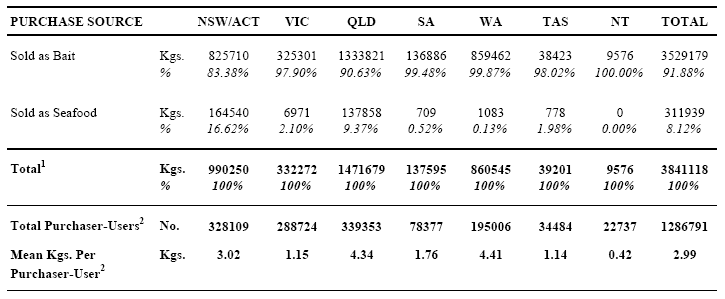 PURCHASE SOURCE NSW/ACT VIC QLD SA WA TAS NT TOTAL
Sold as Bait Kgs. 825710 325301 1333821 136886 859462 38423 9576 3529179
% 83.38% 97.90% 90.63% 99.48% 99.87% 98.02% 100.00% 91.88%
Sold as Seafood Kgs. 164540 6971 137858 709 1083 778 0 311939
% 16.62% 2.10% 9.37% 0.52% 0.13% 1.98% 0.00% 8.12%
Total1 Kgs. 990250 332272 1471679 137595 860545 39201 9576 3841118
% 100% 100% 100% 100% 100% 100% 100% 100%
Total Purchaser-Users2 No. 328109 288724 339353 78377 195006 34484 22737 1286791
Mean Kgs. Per Kgs. 3.02 1.15 4.34 1.76 4.41 1.14 0.42 2.99
Purchaser-User2